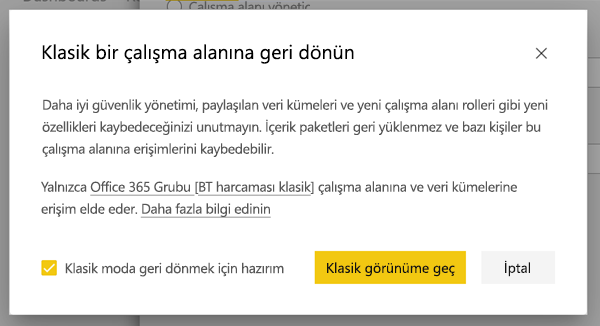 Çalışma alanı yönetic
Klasik bir çalışma alanına geri dönün
Daha iyi güvenlik yönetimi, paylaşılan veri kümeleri ve yeni çalışma alanı rolleri gibi yeni
özellikleri kaybedeceğinizi unutmayın. İçerik paketleri geri yüklenmez ve bazı kişiler bu
çalışma alanına erişimlerini kaybedebilir.
Yalnızca Office 365 Grubu [BT harcaması klasik] çalışma alanına ve veri kümelerine
erişim elde eder. Daha fazla bilgi edinin
Klasik moda geri dönmek için hazırım
Klasik görünüme geç
İptal